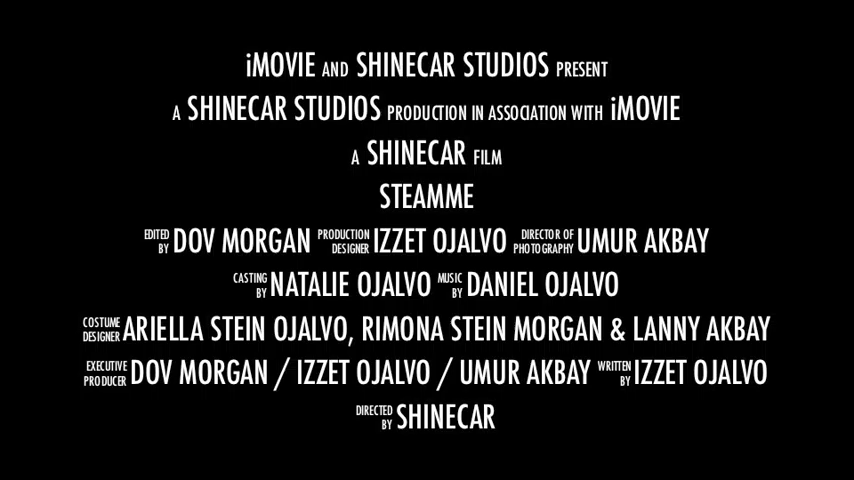 iMOVIE AND SHINECAR STUDIOS PRESENT
A SHINECAR STUDIOS PRODUCTION IN ASSOCIATION WITH iMOVIE
A SHINECAR FILM
STEAMME
EDITED BY DOV MORGAN PRODUCTION DESIGNER IZZET OJALVO DIRECTOR OF PHOTOGRAPHY UMUR AKBAY
CASTING BY NATALIE OJALVO MUSIC BY DANIEL OJALVO
COSTUME DESIGNER ARIELLA STEIN OJALVO, RIMONA STEIN MORGAN & LANNY AKBAY
EXECUTIVE PRODUCER DOV MORGAN / IZZET OJALVO / UMUR AKBAY WRITTEN BY IZZET OJALVO
DIRECTED BY SHINECAR